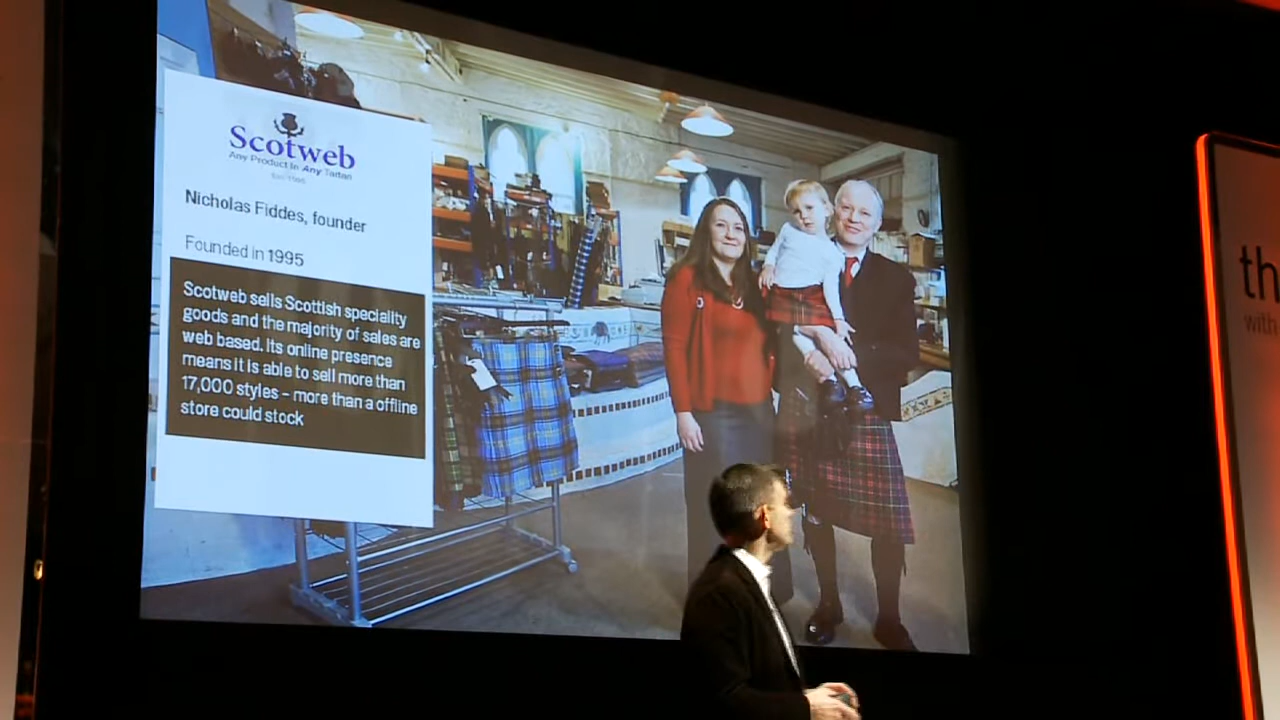 Scotweb
Any Product in Any Tartan
Est. 1995
Nicholas Fiddes, founder
Founded in 1995
Scotweb sells Scottish speciality
goods and the majority of sales are
web based. Its online presence
means it is able to sell more than
17,000 styles – more than a offline
store could stock
th
with